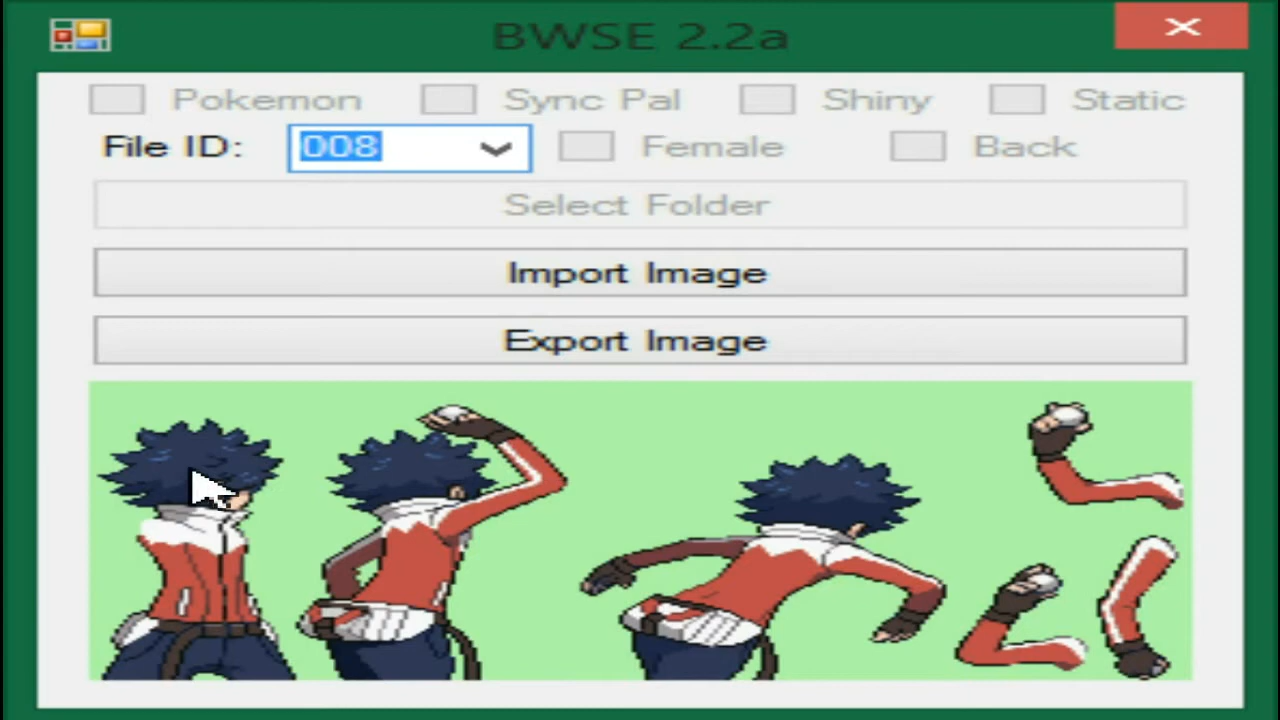 BWSE 2.2a
Pokemon Sync Pal Shiny Static
File ID: 008 Female Back
Select Folder
Import Image
Export Image